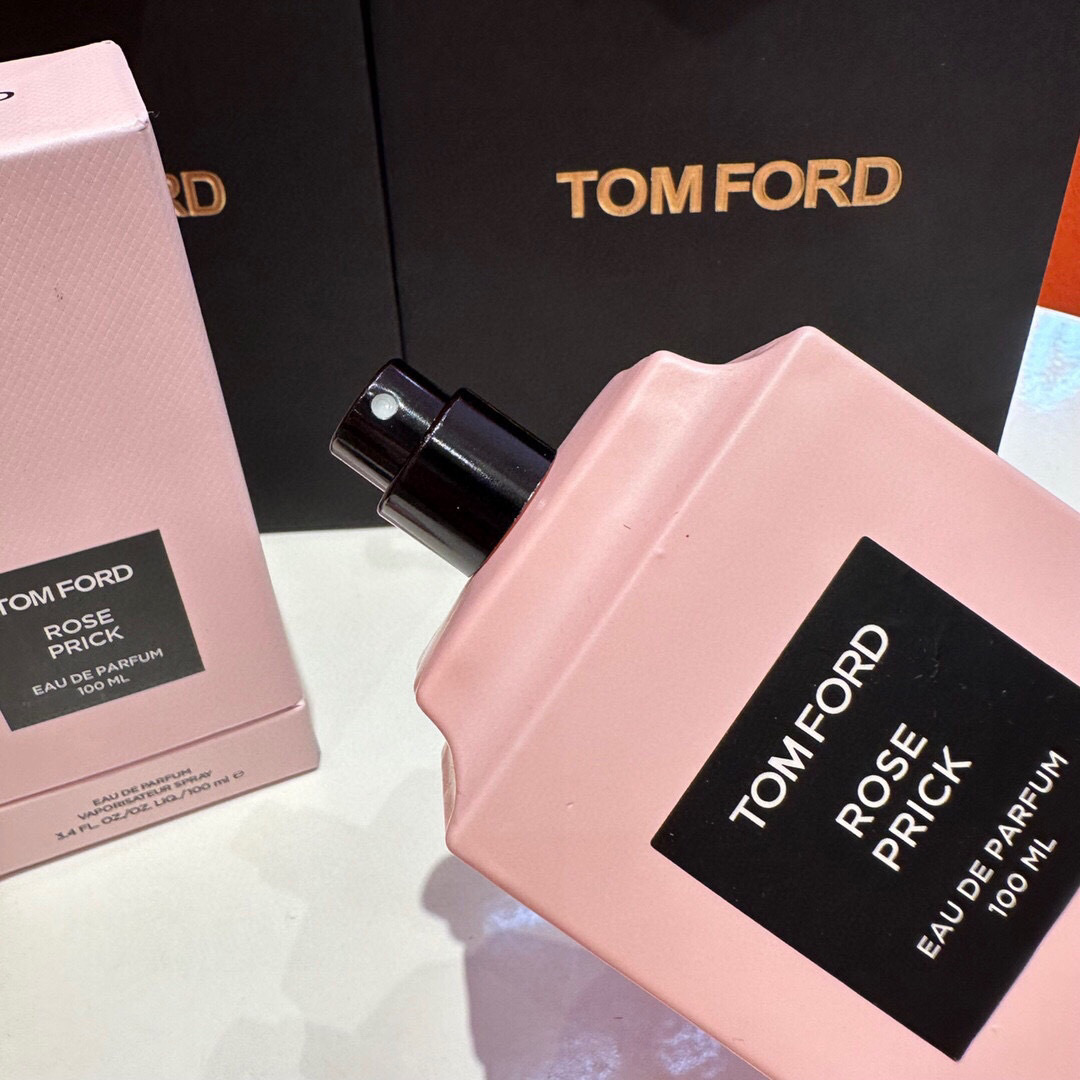 RD
TOM FORD
TOM FORD
ROSE
PRICK
EAU DE PARFUM
100 ML
EAU DE PARFUM
VAPORISATEUR SPRAY
3.4 FL. OZ./OZ. LIQ./100 ml ℮
TOM FORD
ROSE
PRICK
EAU DE PARFUM
100 ML